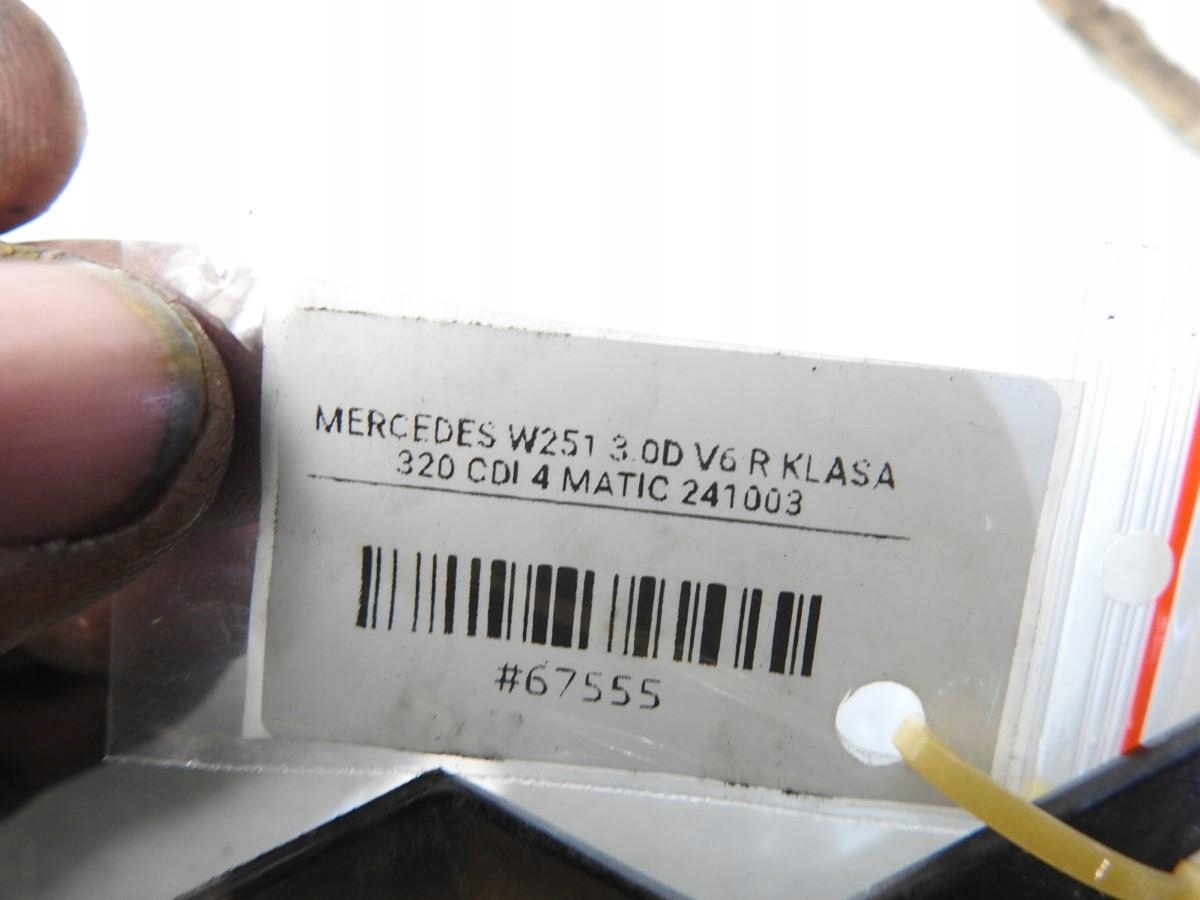 MERCEDES W251 3.0D V6 R KLASA
320 CDI 4 MATIC 241003
#67555